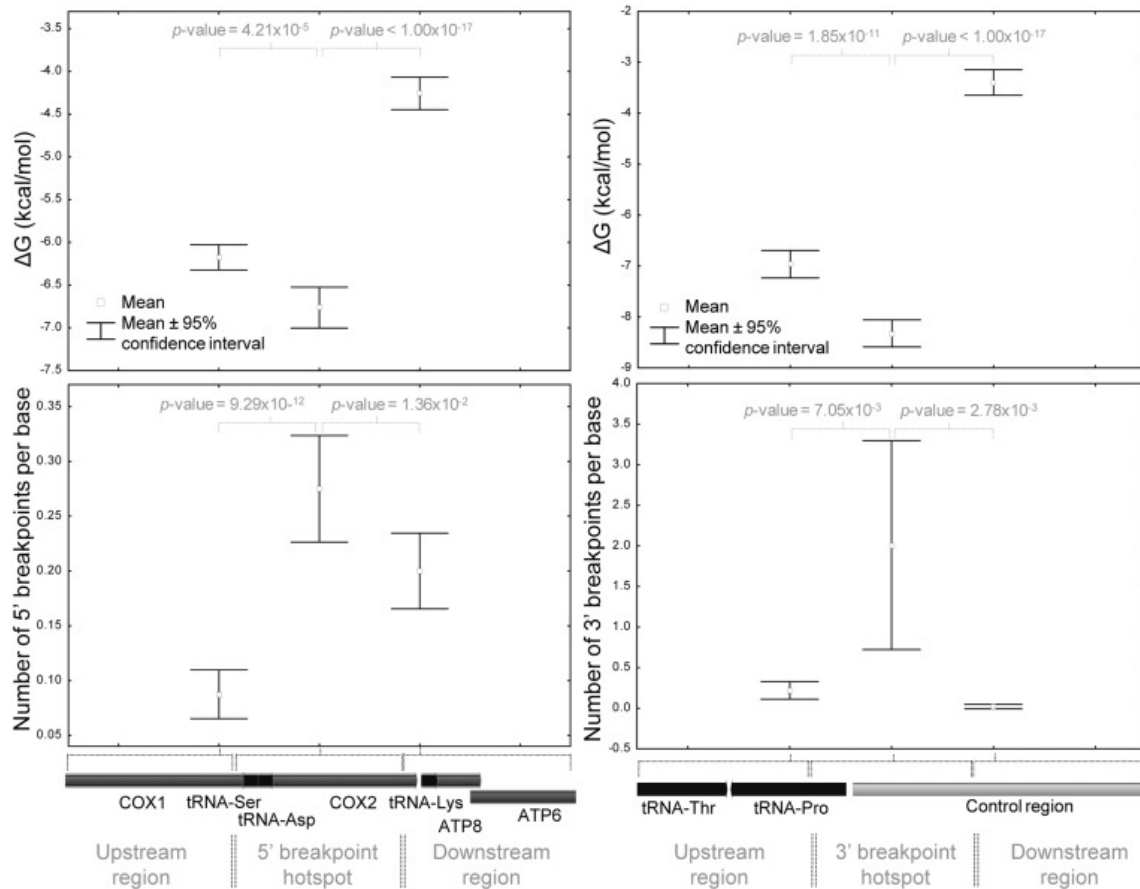 -3.5
-4.0
-4.5
-5.0
-5.5
-6.0
-6.5
-7.0
-7.5
ΔG (kcal/mol)
p-value = 4.21x10-5
p-value < 1.00x10-17
Mean
Mean ± 95%
confidence interval
-2
-3
-4
-5
-6
-7
-8
-9
ΔG (kcal/mol)
p-value = 1.85x10-11
p-value < 1.00x10-17
Mean
Mean ± 95%
confidence interval
0.35
0.30
0.25
0.20
0.15
0.10
0.05
Number of 5' breakpoints per base
p-value = 9.29x10-12
p-value = 1.36x10-2
4.0
3.5
3.0
2.5
2.0
1.5
1.0
0.5
0.0
-0.5
Number of 3' breakpoints per base
p-value = 7.05x10-3
p-value = 2.78x10-3
COX1
tRNA-Ser
tRNA-Asp
COX2
tRNA-Lys
ATP8
ATP6
Upstream
region
5' breakpoint
hotspot
Downstream
region
tRNA-Thr
tRNA-Pro
Control region
Upstream
region
3' breakpoint
hotspot
Downstream
region